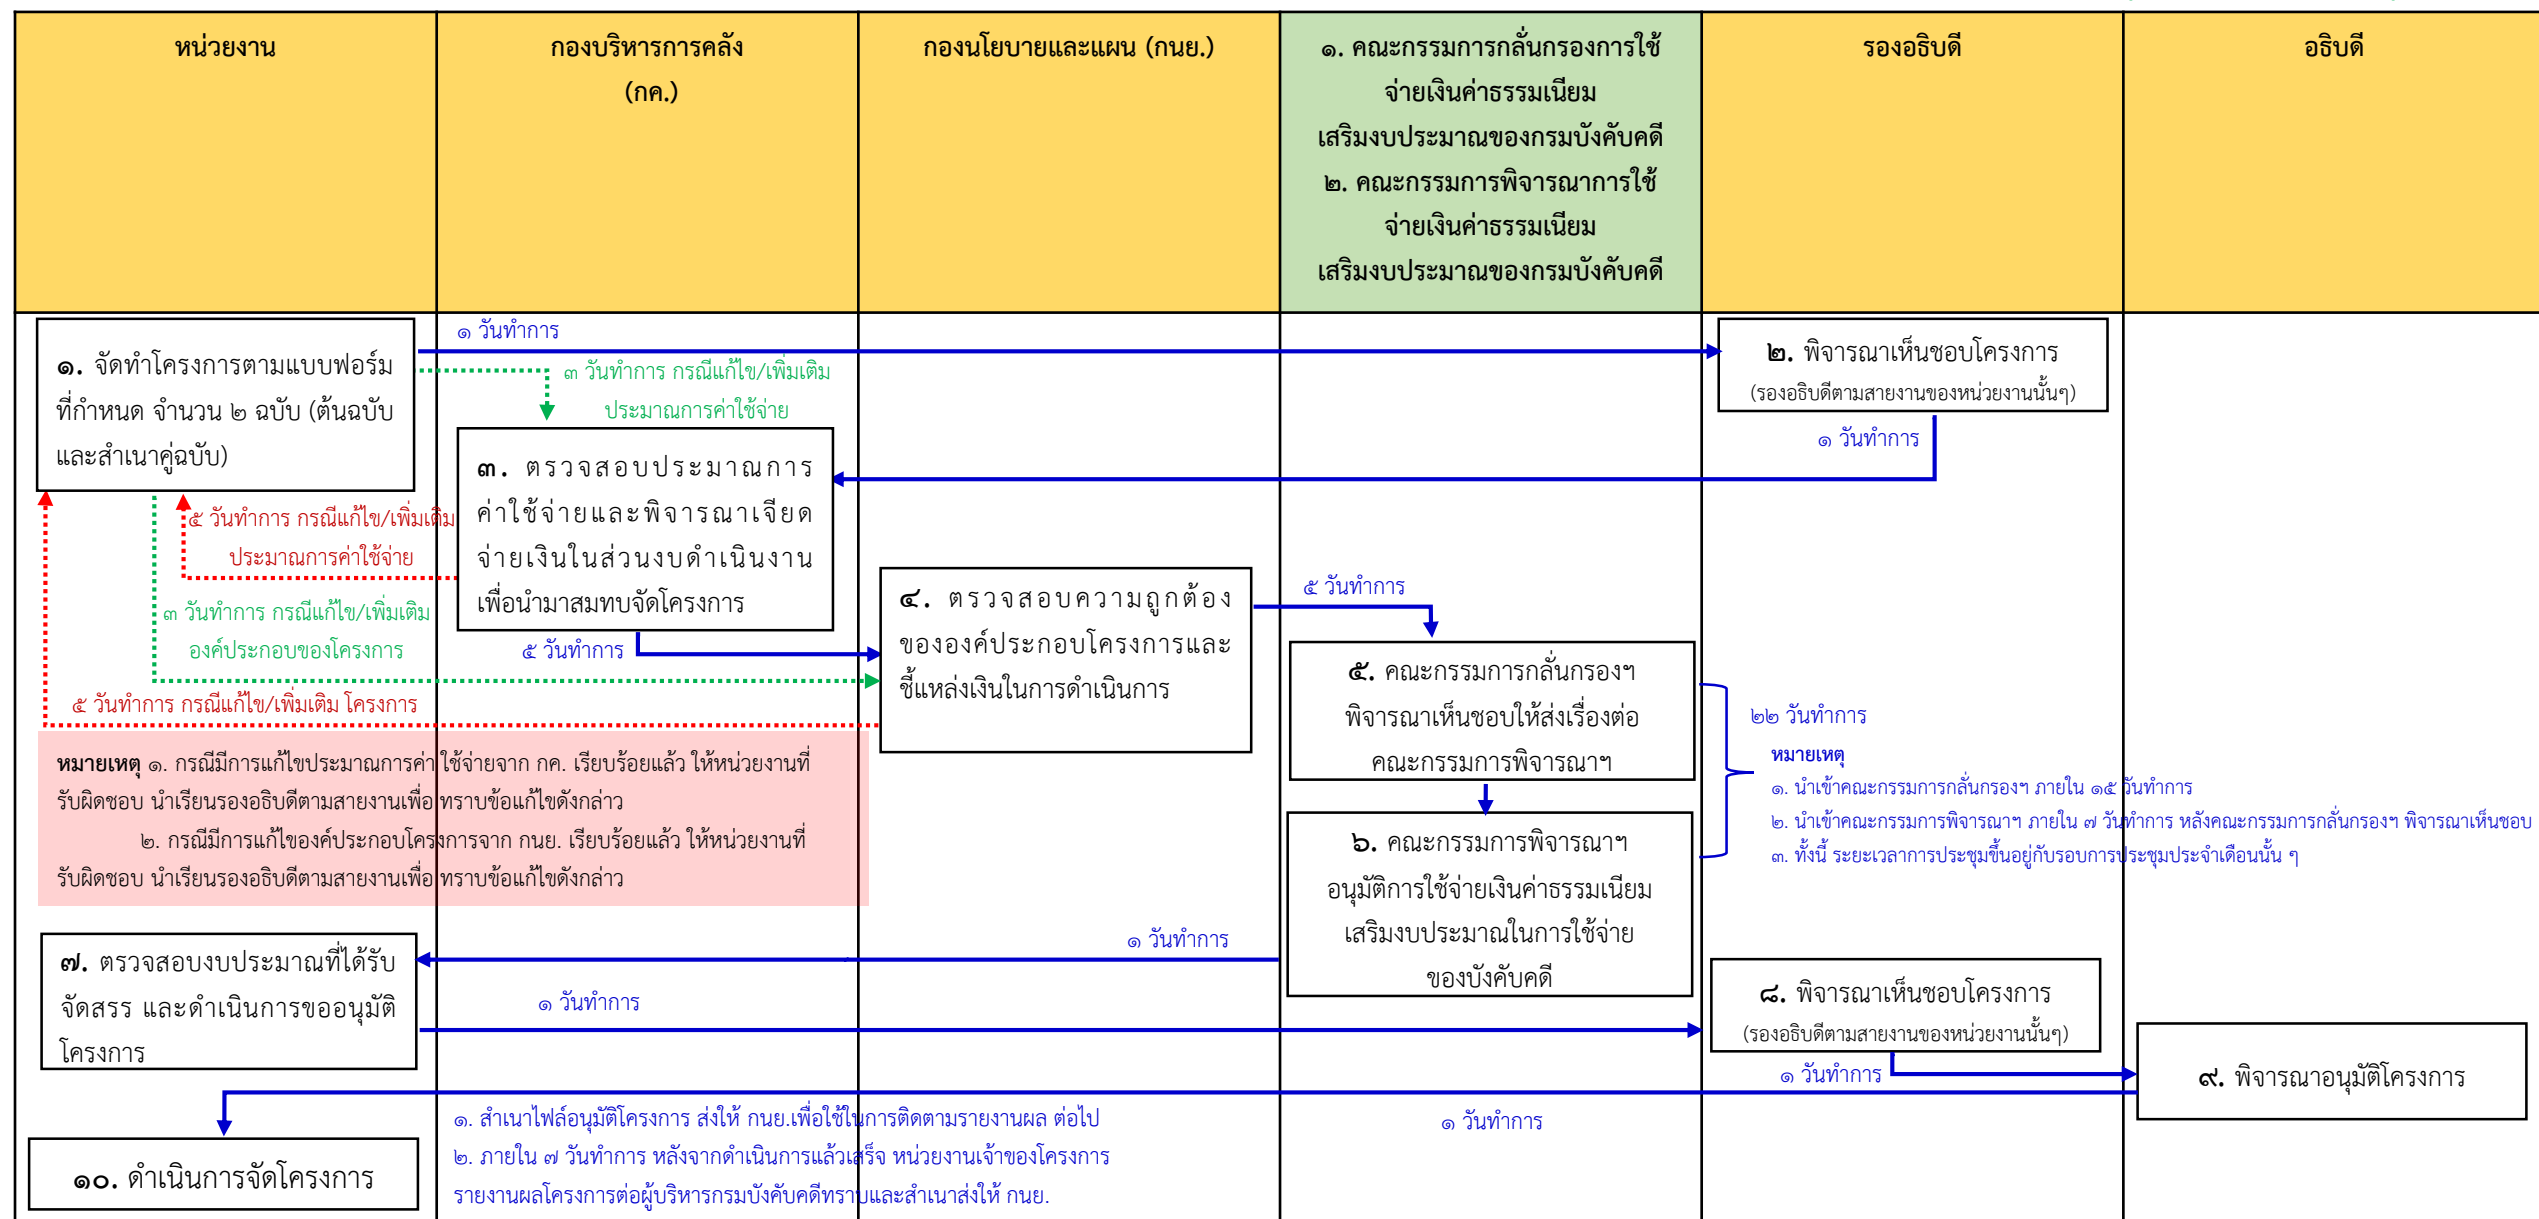 หน่วยงาน
กองบริหารการคลัง
(กค.)
กองนโยบายและแผน (กนย.)
๑. คณะกรรมการกลั่นกรองการใช้
จ่ายเงินค่าธรรมเนียม
เสริมงบประมาณของกรมบังคับคดี
๒. คณะกรรมการพิจารณาการใช้
จ่ายเงินค่าธรรมเนียม
เสริมงบประมาณของกรมบังคับคดี
รองอธิบดี
อธิบดี
๑. จัดทำโครงการตามแบบฟอร์ม
ที่กำหนด จำนวน ๒ ฉบับ (ต้นฉบับ
และสำเนาคู่ฉบับ)
๑ วันทำการ
๓ วันทำการ กรณีแก้ไข/เพิ่มเติม
ประมาณการค่าใช้จ่าย
๒. พิจารณาเห็นชอบโครงการ
(รองอธิบดีตามสายงานของหน่วยงานนั้นๆ)
๑ วันทำการ
๓. ตรวจสอบประมาณการ
ค่าใช้จ่ายและพิจารณาเจียด
จ่ายเงินในส่วนงบดำเนินงาน
เพื่อนำมาสมทบจัดโครงการ
๕ วันทำการ กรณีแก้ไข/เพิ่มเติม
ประมาณการค่าใช้จ่าย
๓ วันทำการ กรณีแก้ไข/เพิ่มเติม
องค์ประกอบของโครงการ
๕ วันทำการ
๕ วันทำการ กรณีแก้ไข/เพิ่มเติม โครงการ
๔. ตรวจสอบความถูกต้อง
ขององค์ประกอบโครงการและ
ชี้แหล่งเงินในการดำเนินการ
๕ วันทำการ
๕. คณะกรรมการกลั่นกรองฯ
พิจารณาเห็นชอบให้ส่งเรื่องต่อ
คณะกรรมการพิจารณาฯ
๒๒ วันทำการ
หมายเหตุ
๑. นำเข้าคณะกรรมการกลั่นกรองฯ ภายใน ๑๕ วันทำการ
๒. นำเข้าคณะกรรมการพิจารณาฯ ภายใน ๗ วันทำการ หลังคณะกรรมการกลั่นกรองฯ พิจารณาเห็นชอบ
๓. ทั้งนี้ ระยะเวลาการประชุมขึ้นอยู่กับรอบการประชุมประจำเดือนนั้น ๆ
หมายเหตุ ๑. กรณีมีการแก้ไขประมาณการค่าใช้จ่ายจาก กค. เรียบร้อยแล้ว ให้หน่วยงานที่
รับผิดชอบ นำเรียนรองอธิบดีตามสายงานเพื่อทราบข้อแก้ไขดังกล่าว
๒. กรณีมีการแก้ขององค์ประกอบโครงการจาก กนย. เรียบร้อยแล้ว ให้หน่วยงานที่
รับผิดชอบ นำเรียนรองอธิบดีตามสายงานเพื่อทราบข้อแก้ไขดังกล่าว
๖. คณะกรรมการพิจารณาฯ
อนุมัติการใช้จ่ายเงินค่าธรรมเนียม
เสริมงบประมาณในการใช้จ่าย
ของบังคับคดี
๑ วันทำการ
๗. ตรวจสอบงบประมาณที่ได้รับ
จัดสรร และดำเนินการขออนุมัติ
โครงการ
๑ วันทำการ
๘. พิจารณาเห็นชอบโครงการ
(รองอธิบดีตามสายงานของหน่วยงานนั้นๆ)
๑ วันทำการ
๙. พิจารณาอนุมัติโครงการ
๑ วันทำการ
๑. สำเนาไฟล์อนุมัติโครงการ ส่งให้ กนย.เพื่อใช้ในการติดตามรายงานผล ต่อไป
๒. ภายใน ๗ วันทำการ หลังจากดำเนินการแล้วเสร็จ หน่วยงานเจ้าของโครงการ
รายงานผลโครงการต่อผู้บริหารกรมบังคับคดีทราบและสำเนาส่งให้ กนย.
๑๐. ดำเนินการจัดโครงการ